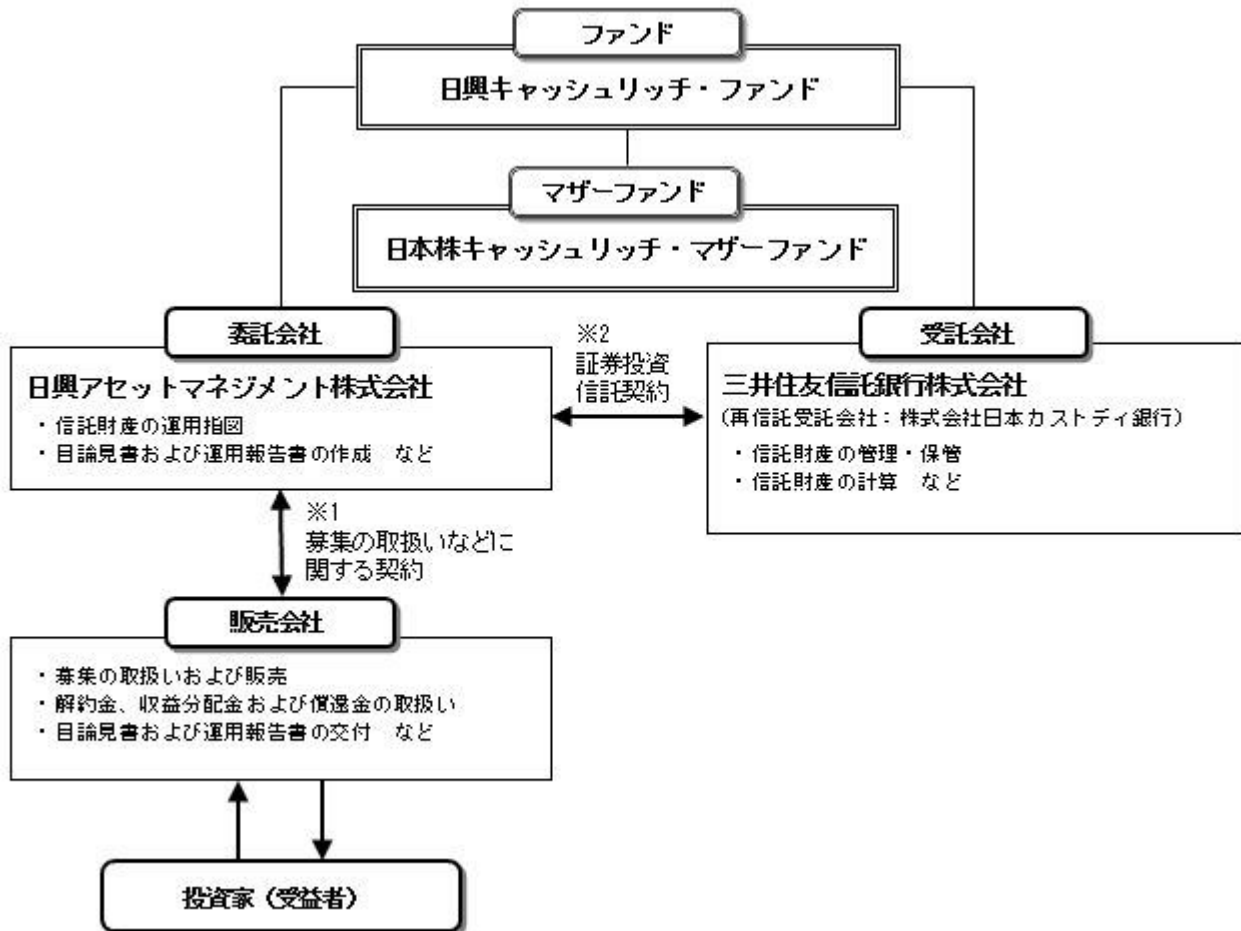 ファンド
日興キャッシュリッチ・ファンド
マザーファンド
日本株キャッシュリッチ・マザーファンド
委託会社
日興アセットマネジメント株式会社
・信託財産の運用指図
・目論見書および運用報告書の作成　など
※2
証券投資
信託契約
受託会社
三井住友信託銀行株式会社
(再信託受託会社：株式会社日本カストディ銀行)
・信託財産の管理・保管
・信託財産の計算　など
※1
募集の取扱いなどに
関する契約
販売会社
・募集の取扱いおよび販売
・解約金、収益分配金および償還金の取扱い
・目論見書および運用報告書の交付　など
投資家（受益者）